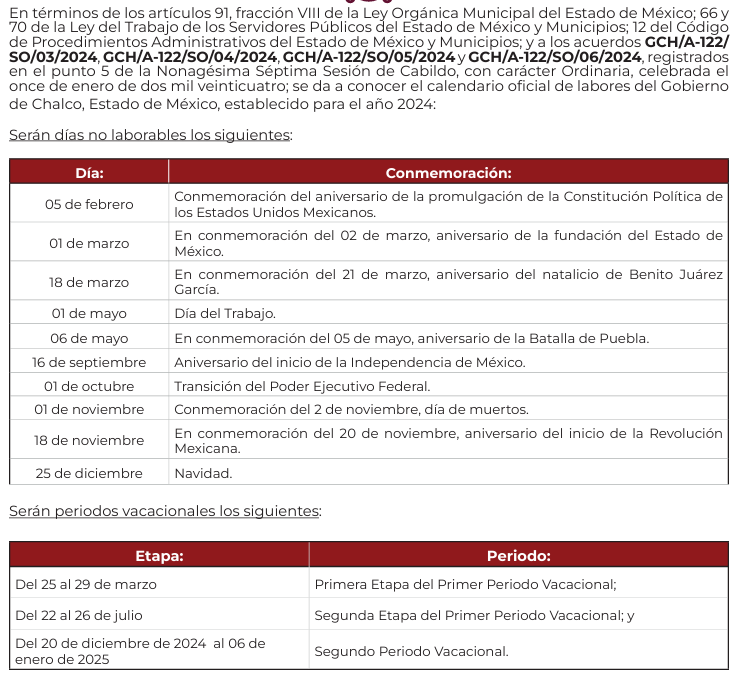 En términos de los artículos 91, fracción VIII de la Ley Orgánica Municipal del Estado de México; 66 y
70 de la Ley del Trabajo de los Servidores Públicos del Estado de México y Municipios; 12 del Código
de Procedimientos Administrativos del Estado de México y Municipios; y a los acuerdos GCH/A-122/
SO/03/2024, GCH/A-122/SO/04/2024, GCH/A-122/SO/05/2024 y GCH/A-122/SO/06/2024, registrados
en el punto 5 de la Nonagésima Séptima Sesión de Cabildo, con carácter Ordinaria, celebrada el
once de enero de dos mil veinticuatro; se da a conocer el calendario oficial de labores del Gobierno
de Chalco, Estado de México, establecido para el año 2024:
Serán días no laborables los siguientes:
Día: Conmemoración:
05 de febrero Conmemoración del aniversario de la promulgación de la Constitución Política de
los Estados Unidos Mexicanos.
01 de marzo En conmemoración del 02 de marzo, aniversario de la fundación del Estado de
México.
18 de marzo En conmemoración del 21 de marzo, aniversario del natalicio de Benito Juárez
García.
01 de mayo Día del Trabajo.
06 de mayo En conmemoración del 05 de mayo, aniversario de la Batalla de Puebla.
16 de septiembre Aniversario del inicio de la Independencia de México.
01 de octubre Transición del Poder Ejecutivo Federal.
01 de noviembre Conmemoración del 2 de noviembre, día de muertos.
18 de noviembre En conmemoración del 20 de noviembre, aniversario del inicio de la Revolución
Mexicana.
25 de diciembre Navidad.
Serán periodos vacacionales los siguientes:
Etapa: Periodo:
Del 25 al 29 de marzo Primera Etapa del Primer Periodo Vacacional;
Del 22 al 26 de julio Segunda Etapa del Primer Periodo Vacacional; y
Del 20 de diciembre de 2024 al 06 de
enero de 2025 Segundo Periodo Vacacional.